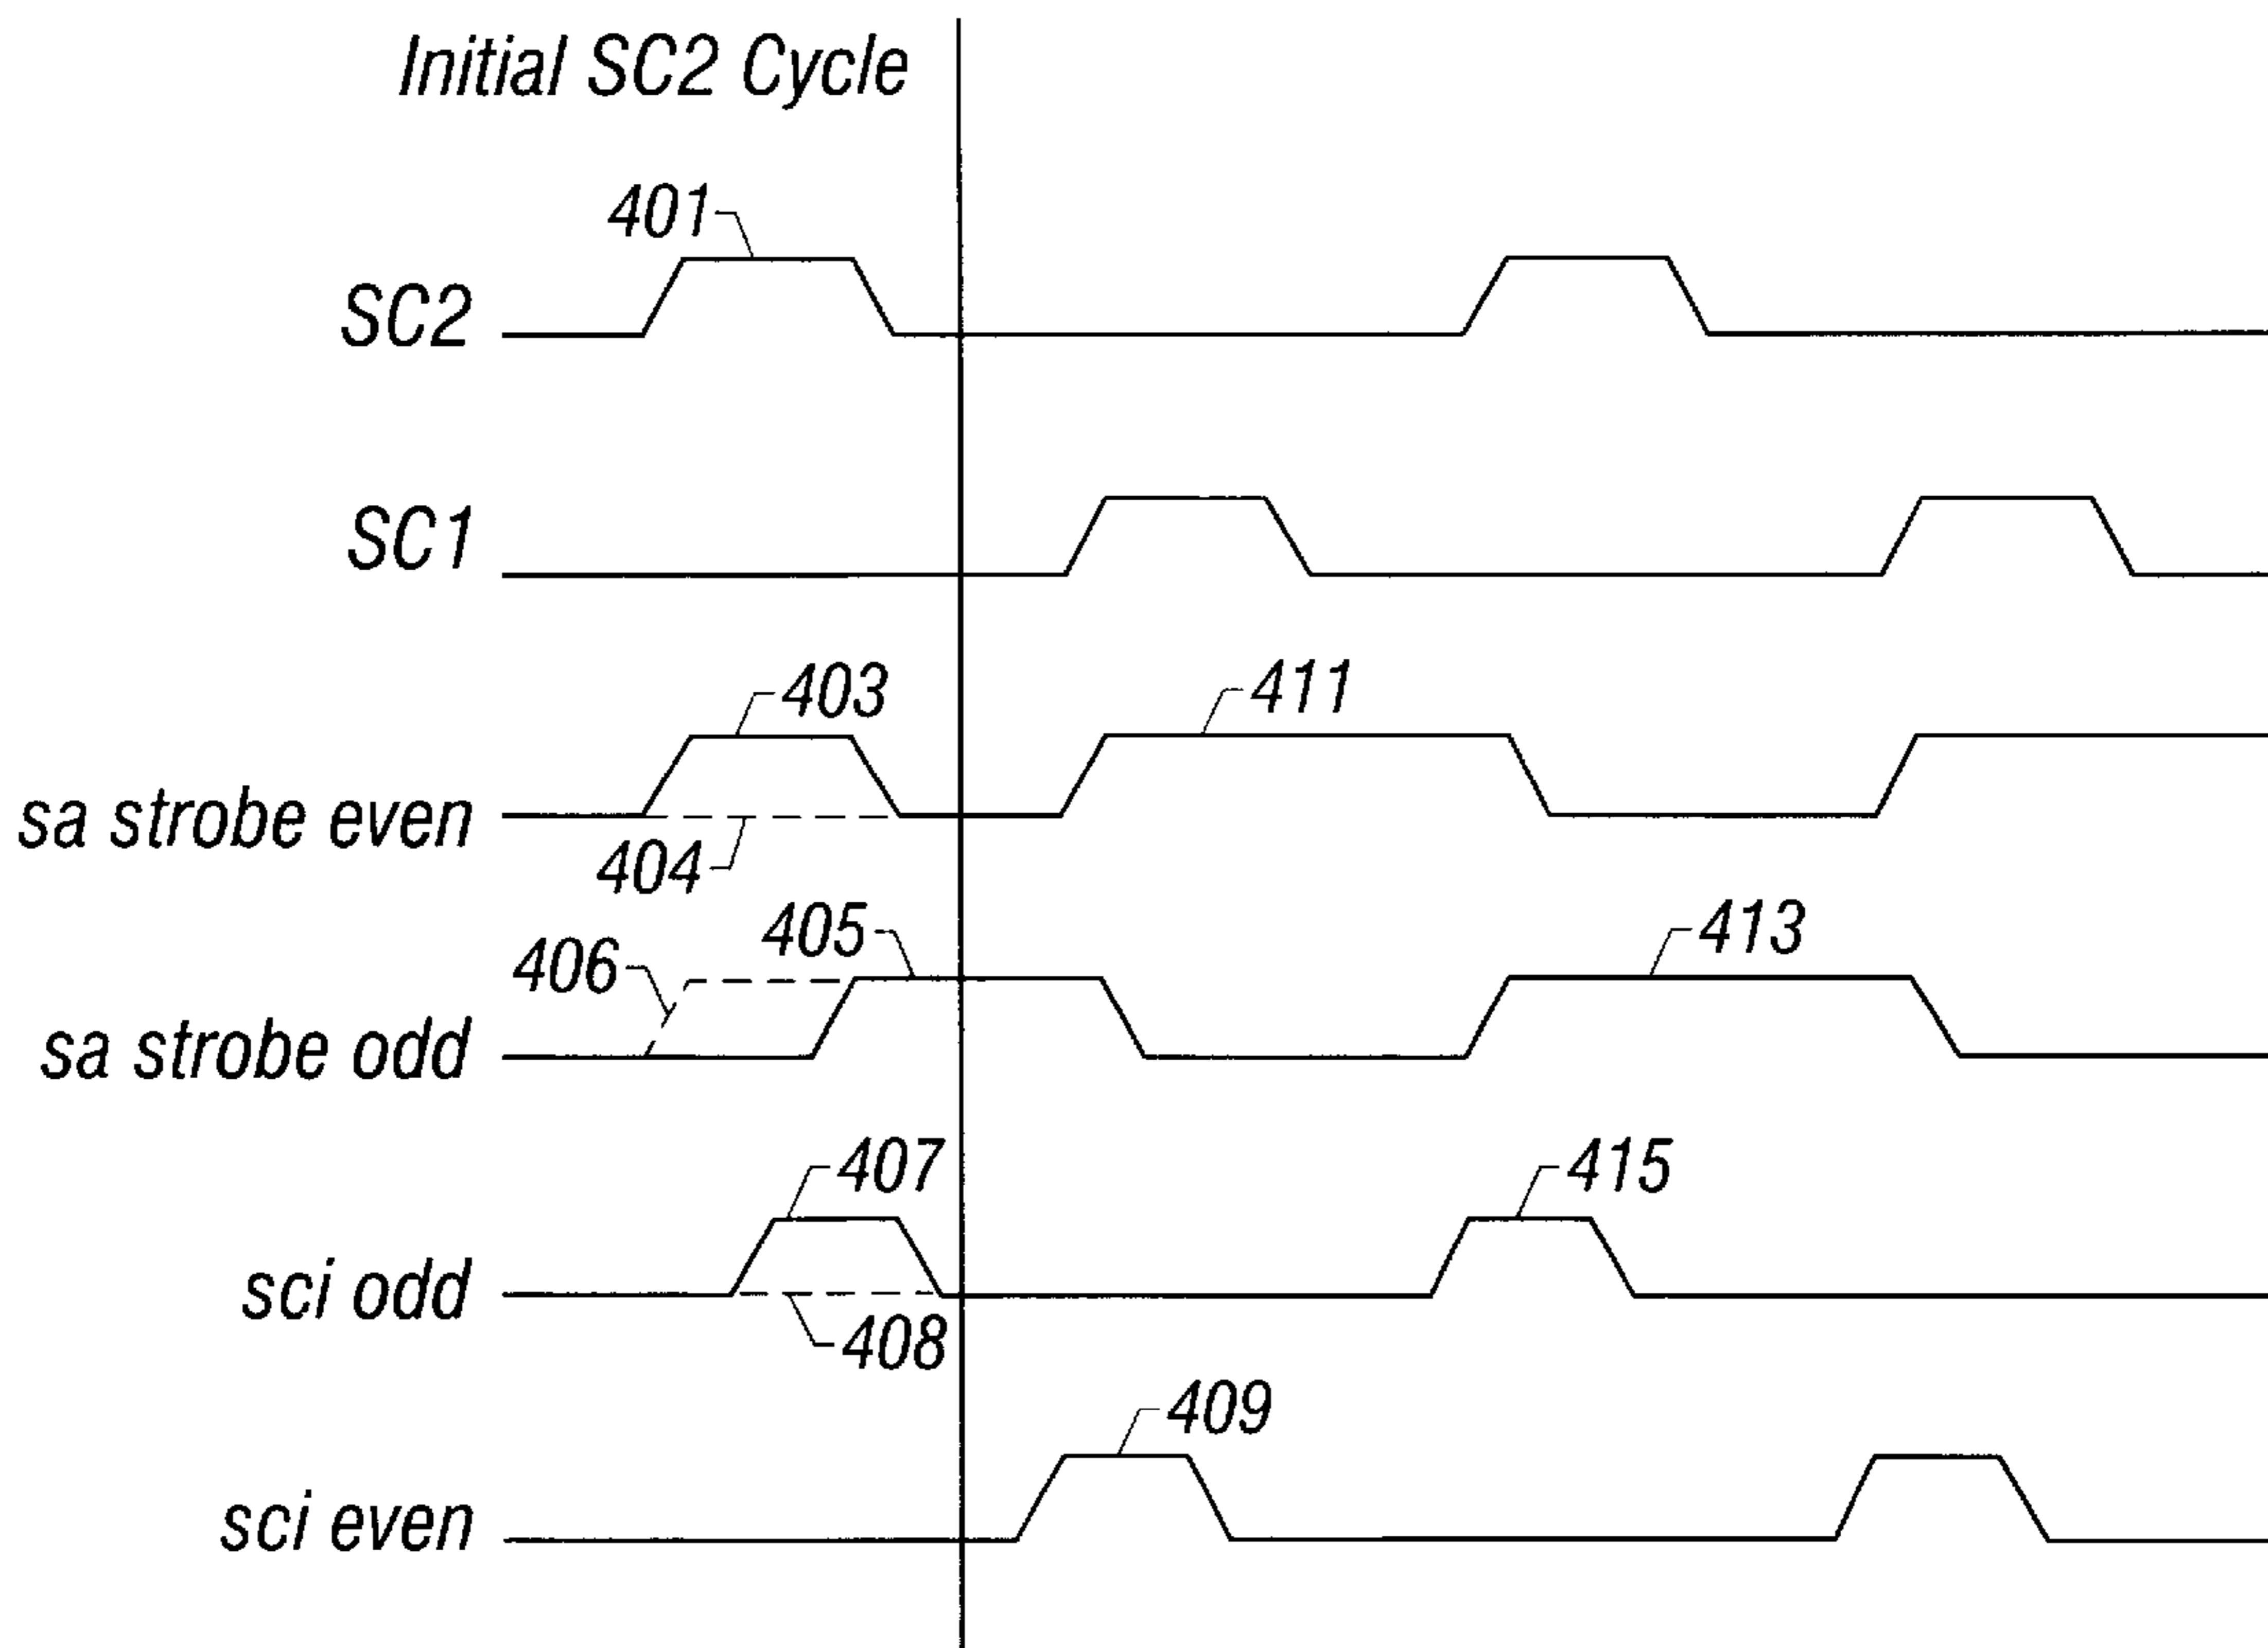 Initial SC2 Cycle
401
SC2
SC1
403
411
sa strobe even
404
405
413
406
sa strobe odd
407
415
sci odd
408
409
sci even